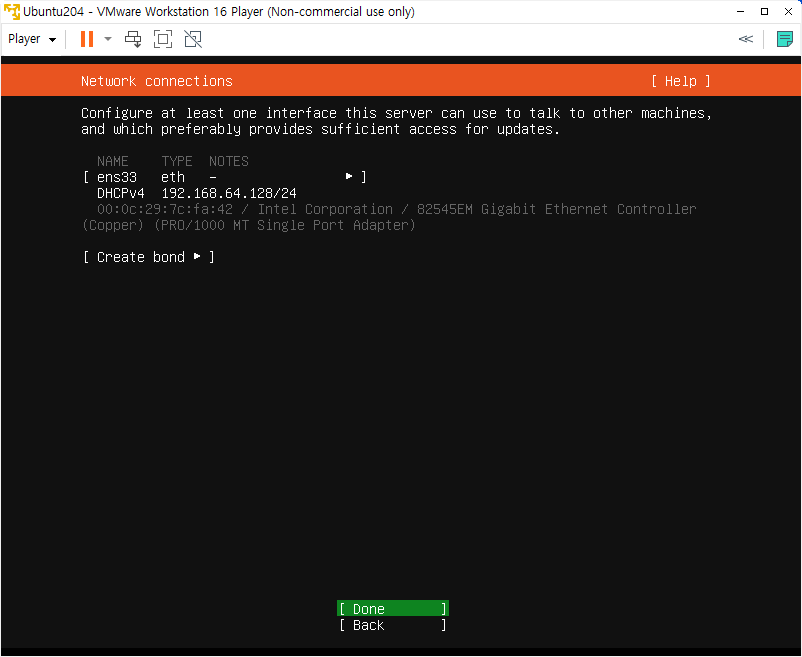 Ubuntu204 - VMware Workstation 16 Player (Non-commercial use only)
Player
Network connections [ Help ]
Configure at least one interface this server can use to talk to other machines,
and which preferably provides sufficient access for updates.
NAME TYPE NOTES
[ ens33 eth - ▸ ]
DHCPv4 192.168.64.128/24
00:0c:29:7c:fa:42 / Intel Corporation / 82545EM Gigabit Ethernet Controller
(Copper) (PRO/1000 MT Single Port Adapter)
[ Create bond ▸ ]
[ Done ]
[ Back ]